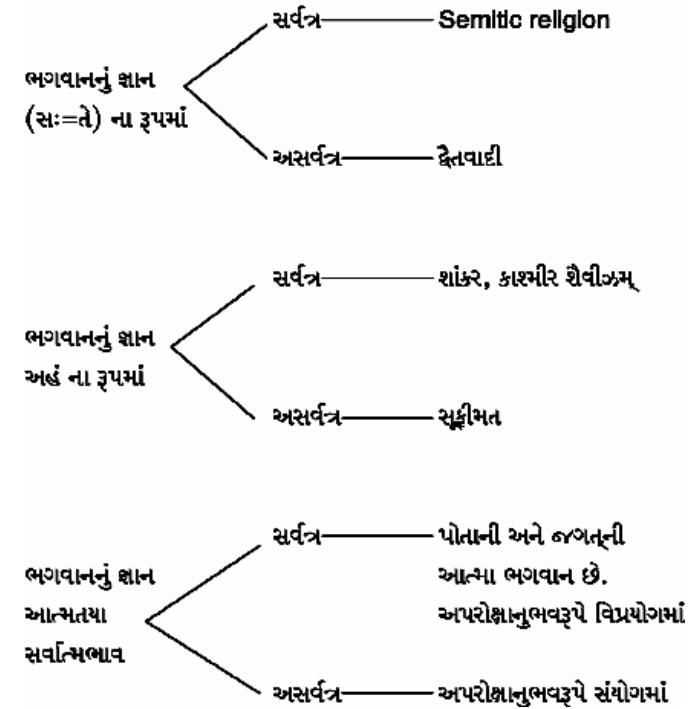 સર્વત્ર Semitic religion
ભગવાનનું જ્ઞાન
(સઃ=તે) ના રૂપમાં
અસર્વત્ર દ્વૈતવાદી
સર્વત્ર શાંકર, કાશ્મીર શૈવીઝમ્
ભગવાનનું જ્ઞાન
અહં ના રૂપમાં
અસર્વત્ર સૂફીમત
સર્વત્ર પોતાની અને જગત્‌ની
આત્મા ભગવાન છે.
અપરોક્ષાનુભવરૂપે વિપ્રયોગમાં
ભગવાનનું જ્ઞાન
આત્મતયા
સર્વાત્મભાવ
અસર્વત્ર અપરોક્ષાનુભવરૂપે સંયોગમાં